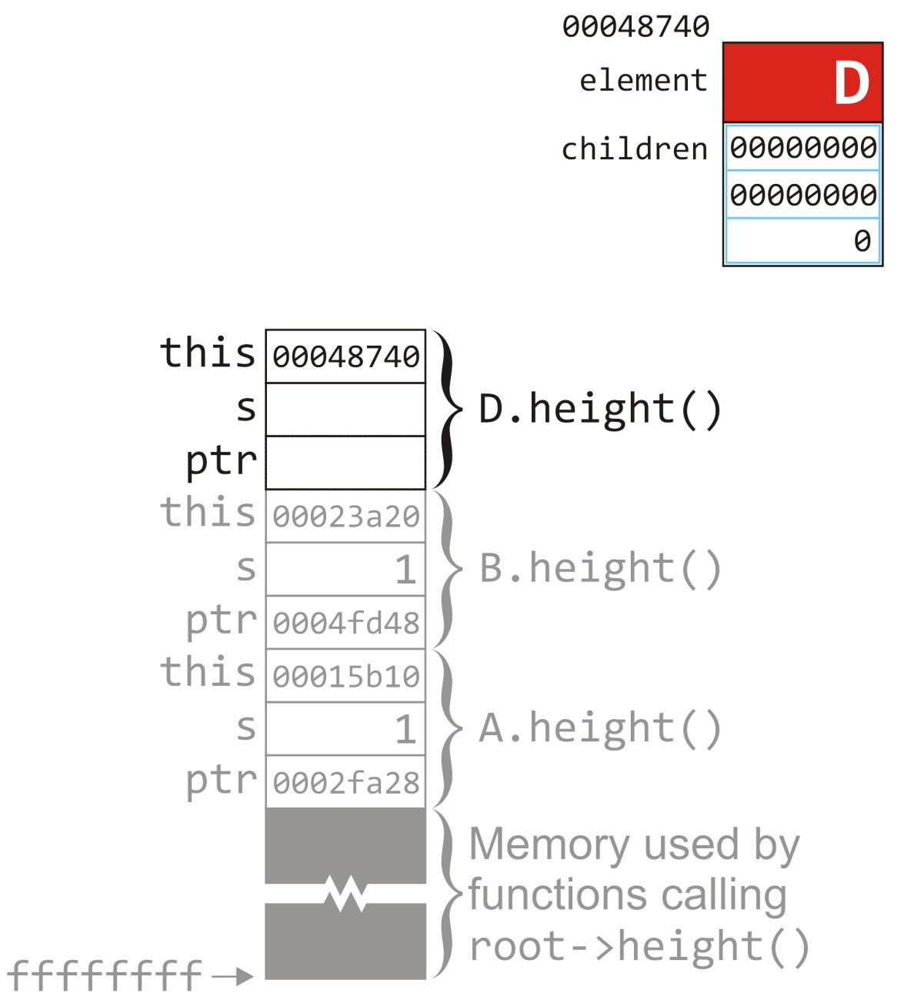 00048740
element D
children 00000000
00000000
0
this 00048740
s
D.height()
ptr
this 00023a20
s 1
B.height()
ptr 0004fd48
this 00015b10
s 1
A.height()
ptr 0002fa28
Memory used by
functions calling
root->height()
ffffffff